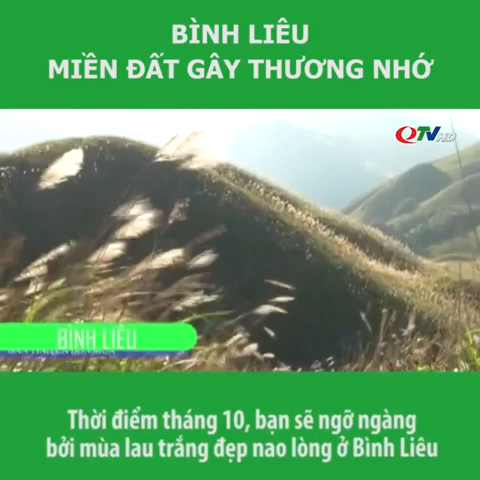 BÌNH LIÊU
MIỀN ĐẤT GÂY THƯƠNG NHỚ
QTV HD
BÌNH LIÊU
Thời điểm tháng 10, bạn sẽ ngỡ ngàng
bởi mùa lau trắng đẹp nao lòng ở Bình Liêu